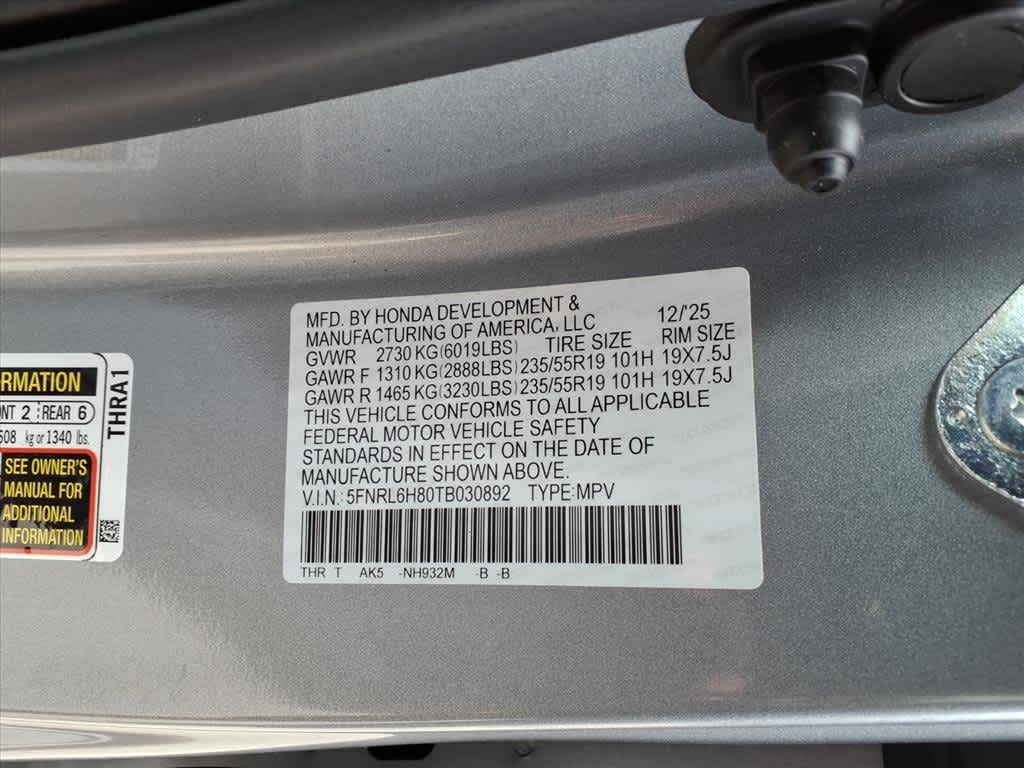 MFD. BY HONDA DEVELOPMENT &
MANUFACTURING OF AMERICA, LLC 12/'25
GVWR 2730 KG(6019LBS) TIRE SIZE RIM SIZE
GAWR F 1310 KG(2888LBS) 235/55R19 101H 19X7.5J
GAWR R 1465 KG(3230LBS) 235/55R19 101H 19X7.5J
THIS VEHICLE CONFORMS TO ALL APPLICABLE
FEDERAL MOTOR VEHICLE SAFETY
STANDARDS IN EFFECT ON THE DATE OF
MANUFACTURE SHOWN ABOVE.
V.I.N.: 5FNRL6H80TB030892 TYPE:MPV
THR T AK5 -NH932M -B -B
RMATION
NT 2 REAR 6
508 kg or 1340 lbs.
SEE OWNER'S
MANUAL FOR
ADDITIONAL
INFORMATION
THRA1